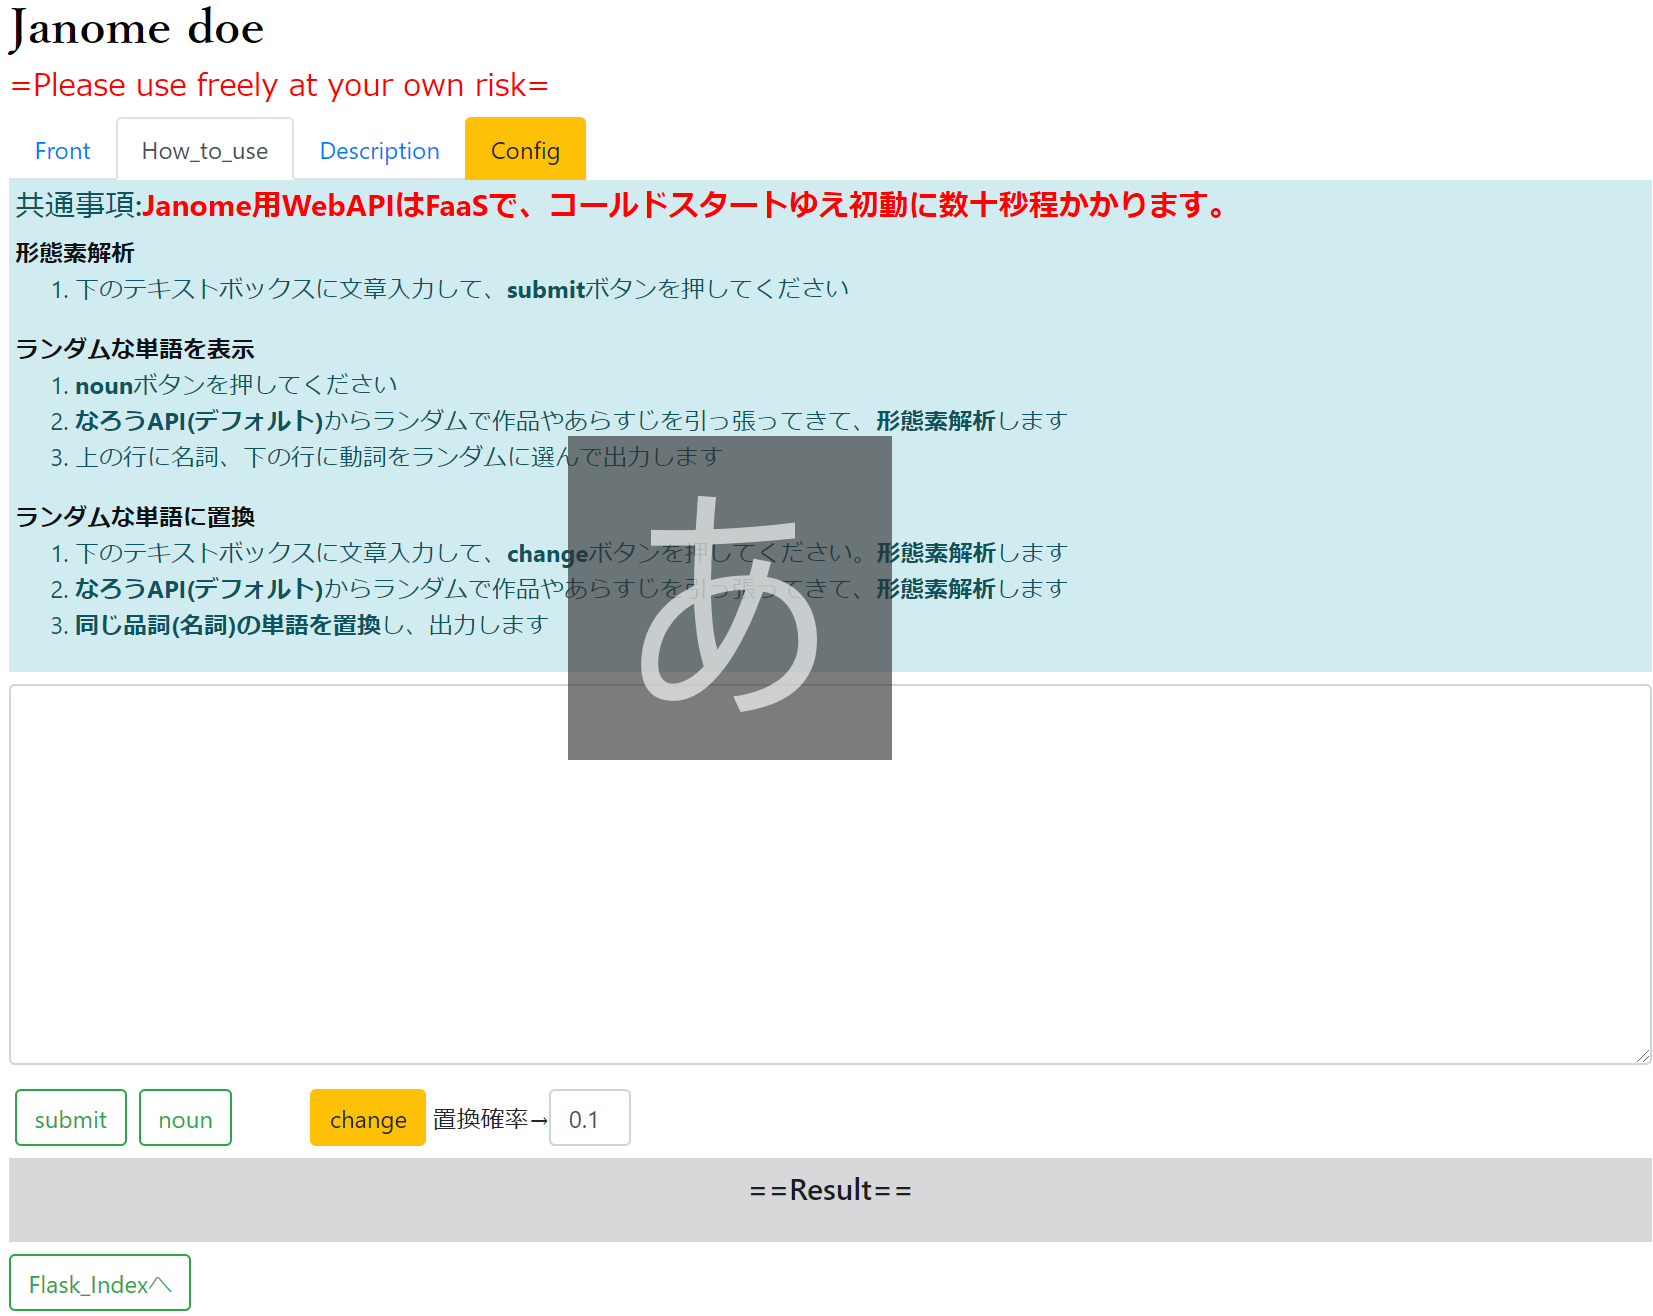 Janome doe
=Please use freely at your own risk=
Front How_to_use Description Config
共通事項:Janome用WebAPIはFaaSで、コールドスタートゆえ初動に数十秒程かかります。
形態素解析
1. 下のテキストボックスに文章入力して、submitボタンを押してください
ランダムな単語を表示
1. nounボタンを押してください
2. なろうAPI(デフォルト)からランダムで作品やあらすじを引っ張ってきて、形態素解析します
3. 上の行に名詞、下の行に動詞をランダムに選んで出力します
ランダムな単語に置換
1. 下のテキストボックスに文章入力して、changeボタンを押してください。形態素解析します
2. なろうAPI(デフォルト)からランダムで作品やあらすじを引っ張ってきて、形態素解析します
3. 同じ品詞(名詞)の単語を置換し、出力します
あ
submit noun change 置換確率→ 0.1
==Result==
Flask_Indexへ